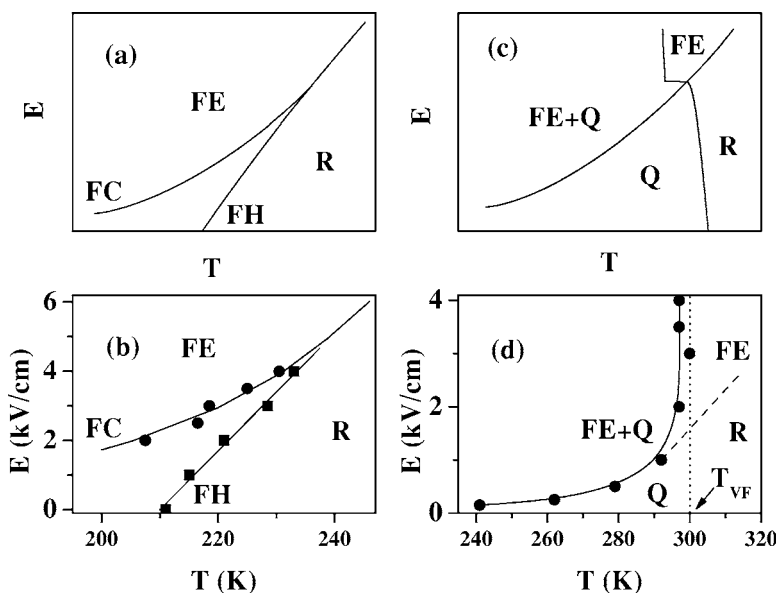 (a)
FE
E
R
FC
FH
T
(c)
FE
E
FE+Q
R
Q
T
6
(b)
FE
4
E (kV/cm)
FC
2
R
FH
0
200 220 240
T (K)
4
(d)
FE
E (kV/cm)
2
FE+Q
R
Q
T_VF
0
240 260 280 300 320
T (K)